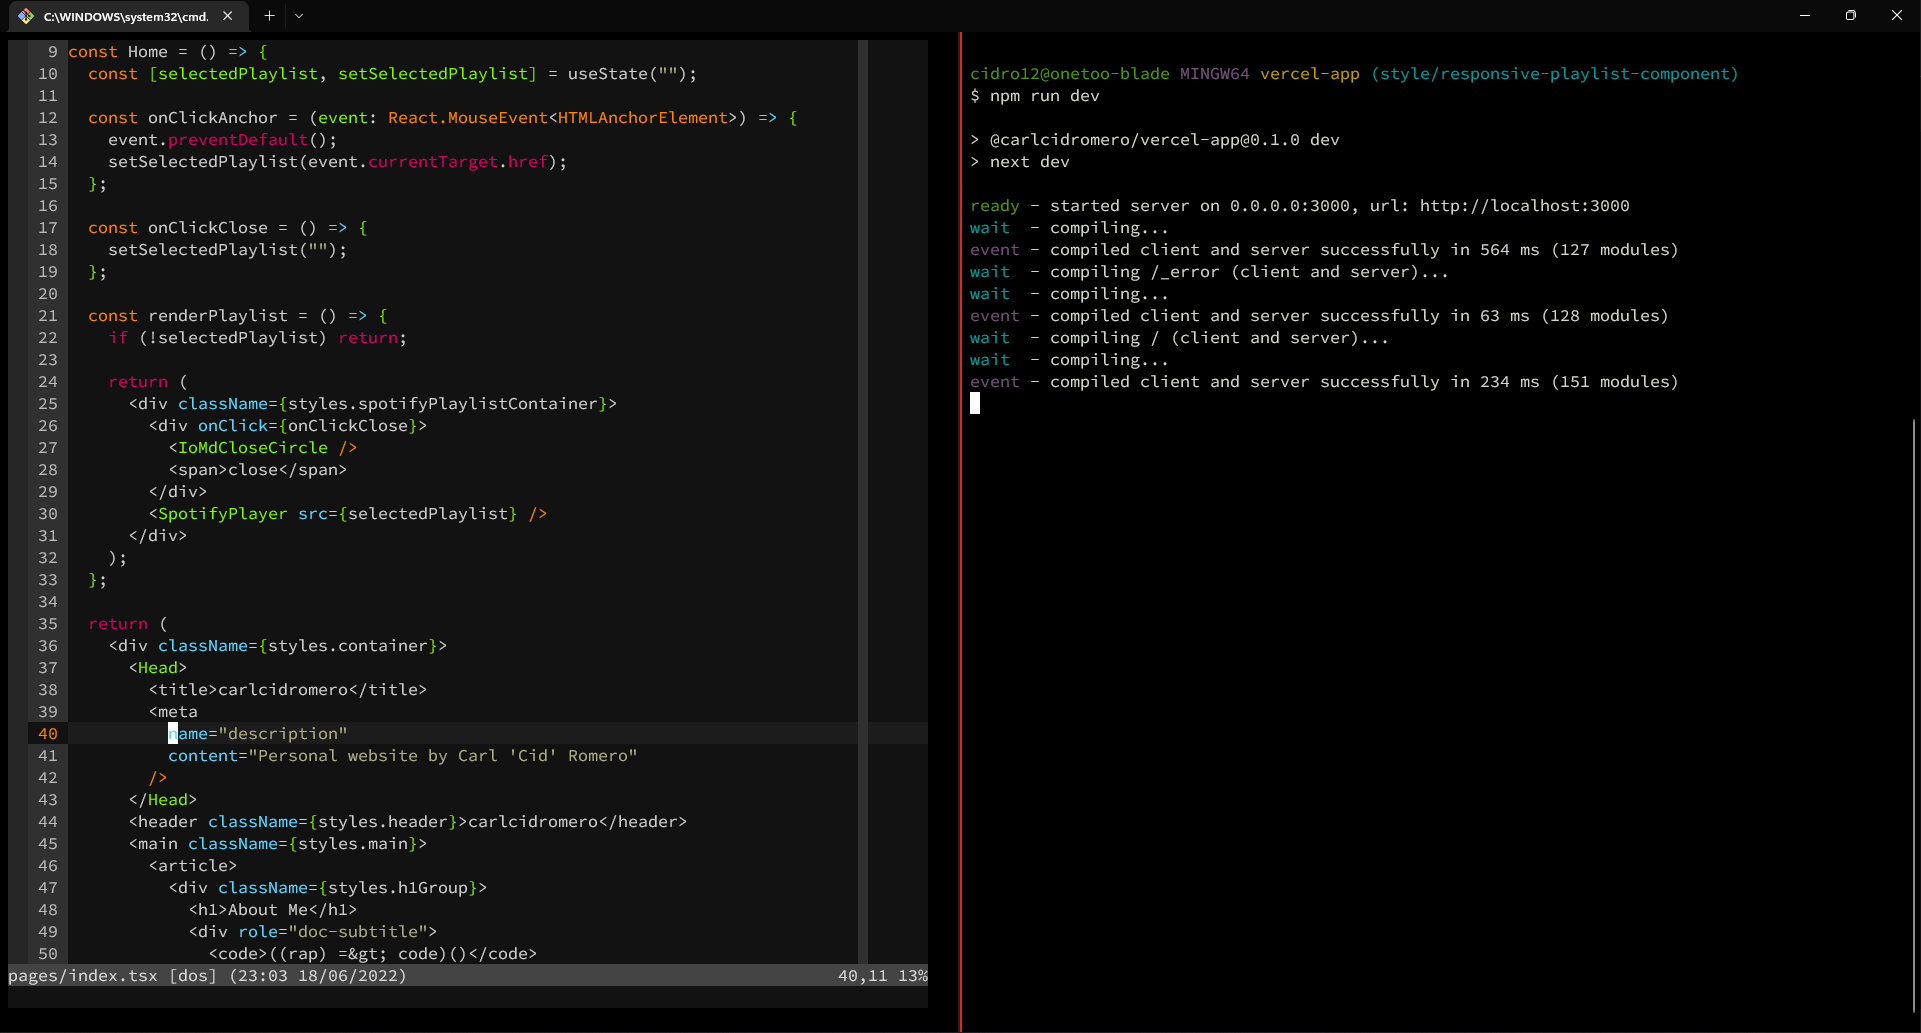 C:\WINDOWS\system32\cmd.
9 const Home = () => {
10 const [selectedPlaylist, setSelectedPlaylist] = useState("");
11
12 const onClickAnchor = (event: React.MouseEvent<HTMLAnchorElement>) => {
13 event.preventDefault();
14 setSelectedPlaylist(event.currentTarget.href);
15 };
16
17 const onClickClose = () => {
18 setSelectedPlaylist("");
19 };
20
21 const renderPlaylist = () => {
22 if (!selectedPlaylist) return;
23
24 return (
25 <div className={styles.spotifyPlaylistContainer}>
26 <div onClick={onClickClose}>
27 <IoMdCloseCircle />
28 <span>close</span>
29 </div>
30 <SpotifyPlayer src={selectedPlaylist} />
31 </div>
32 );
33 };
34
35 return (
36 <div className={styles.container}>
37 <Head>
38 <title>carlcidromero</title>
39 <meta
40 name="description"
41 content="Personal website by Carl 'Cid' Romero"
42 />
43 </Head>
44 <header className={styles.header}>carlcidromero</header>
45 <main className={styles.main}>
46 <article>
47 <div className={styles.h1Group}>
48 <h1>About Me</h1>
49 <div role="doc-subtitle">
50 <code>((rap) =&gt; code)()</code>
pages/index.tsx [dos] (23:03 18/06/2022) 40,11 13%
cidro12@onetoo-blade MINGW64 vercel-app (style/responsive-playlist-component)
$ npm run dev
> @carlcidromero/vercel-app@0.1.0 dev
> next dev
ready - started server on 0.0.0.0:3000, url: http://localhost:3000
wait - compiling...
event - compiled client and server successfully in 564 ms (127 modules)
wait - compiling /_error (client and server)...
wait - compiling...
event - compiled client and server successfully in 63 ms (128 modules)
wait - compiling / (client and server)...
wait - compiling...
event - compiled client and server successfully in 234 ms (151 modules)